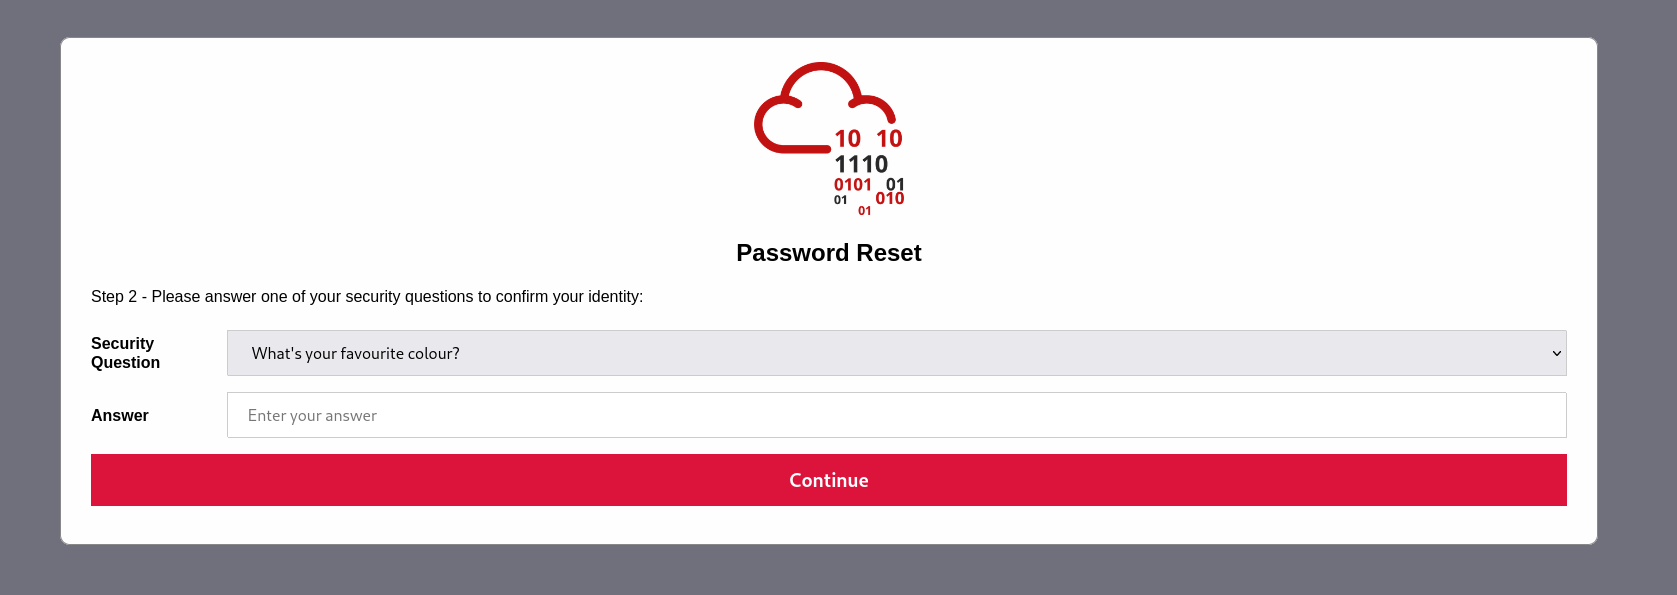 10 10
1110
0101 01
01 010
01
Password Reset
Step 2 - Please answer one of your security questions to confirm your identity:
Security
Question
What's your favourite colour?
Answer
Enter your answer
Continue